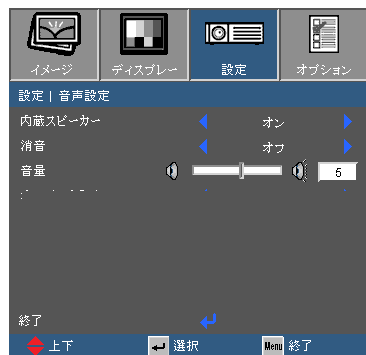 イメージ
ディスプレー
設定
オプション
設定 | 音声設定
内蔵スピーカー オン
消音 オフ
音量 5
終了
上下 選択 Menu 終了